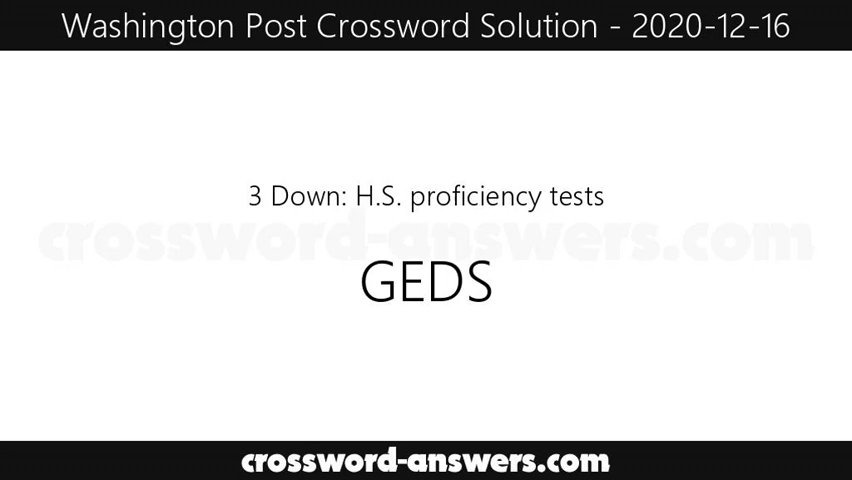 Washington Post Crossword Solution - 2020-12-16
3 Down: H.S. proficiency tests
crossword-answers.com
GEDS
crossword-answers.com